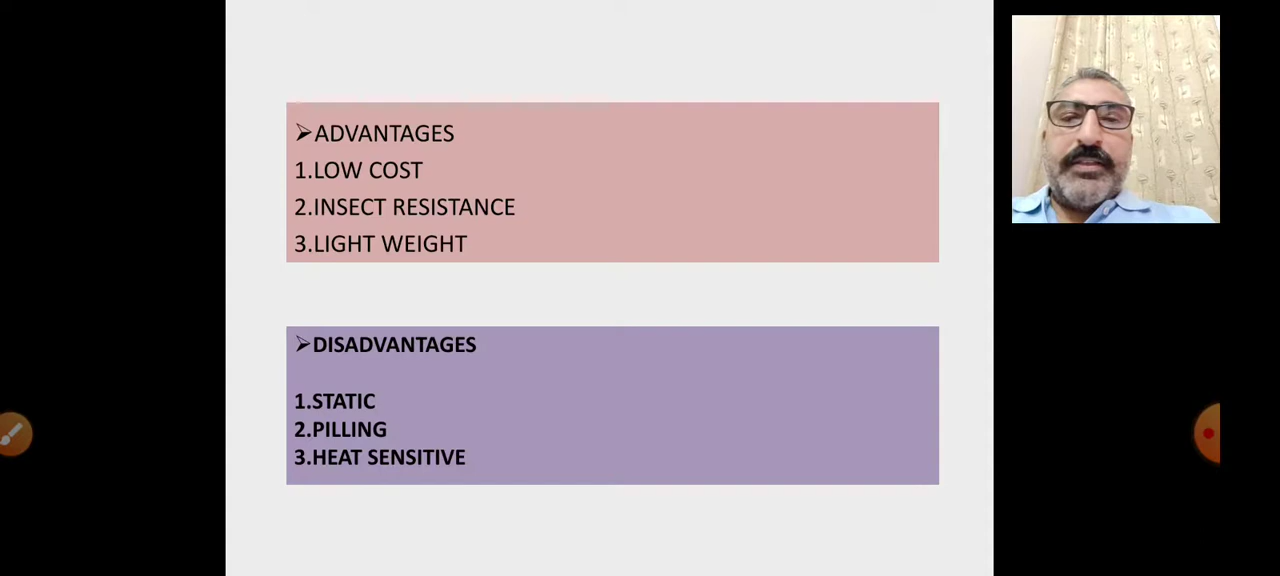 ➢ADVANTAGES
1.LOW COST
2.INSECT RESISTANCE
3.LIGHT WEIGHT
➢DISADVANTAGES
1.STATIC
2.PILLING
3.HEAT SENSITIVE